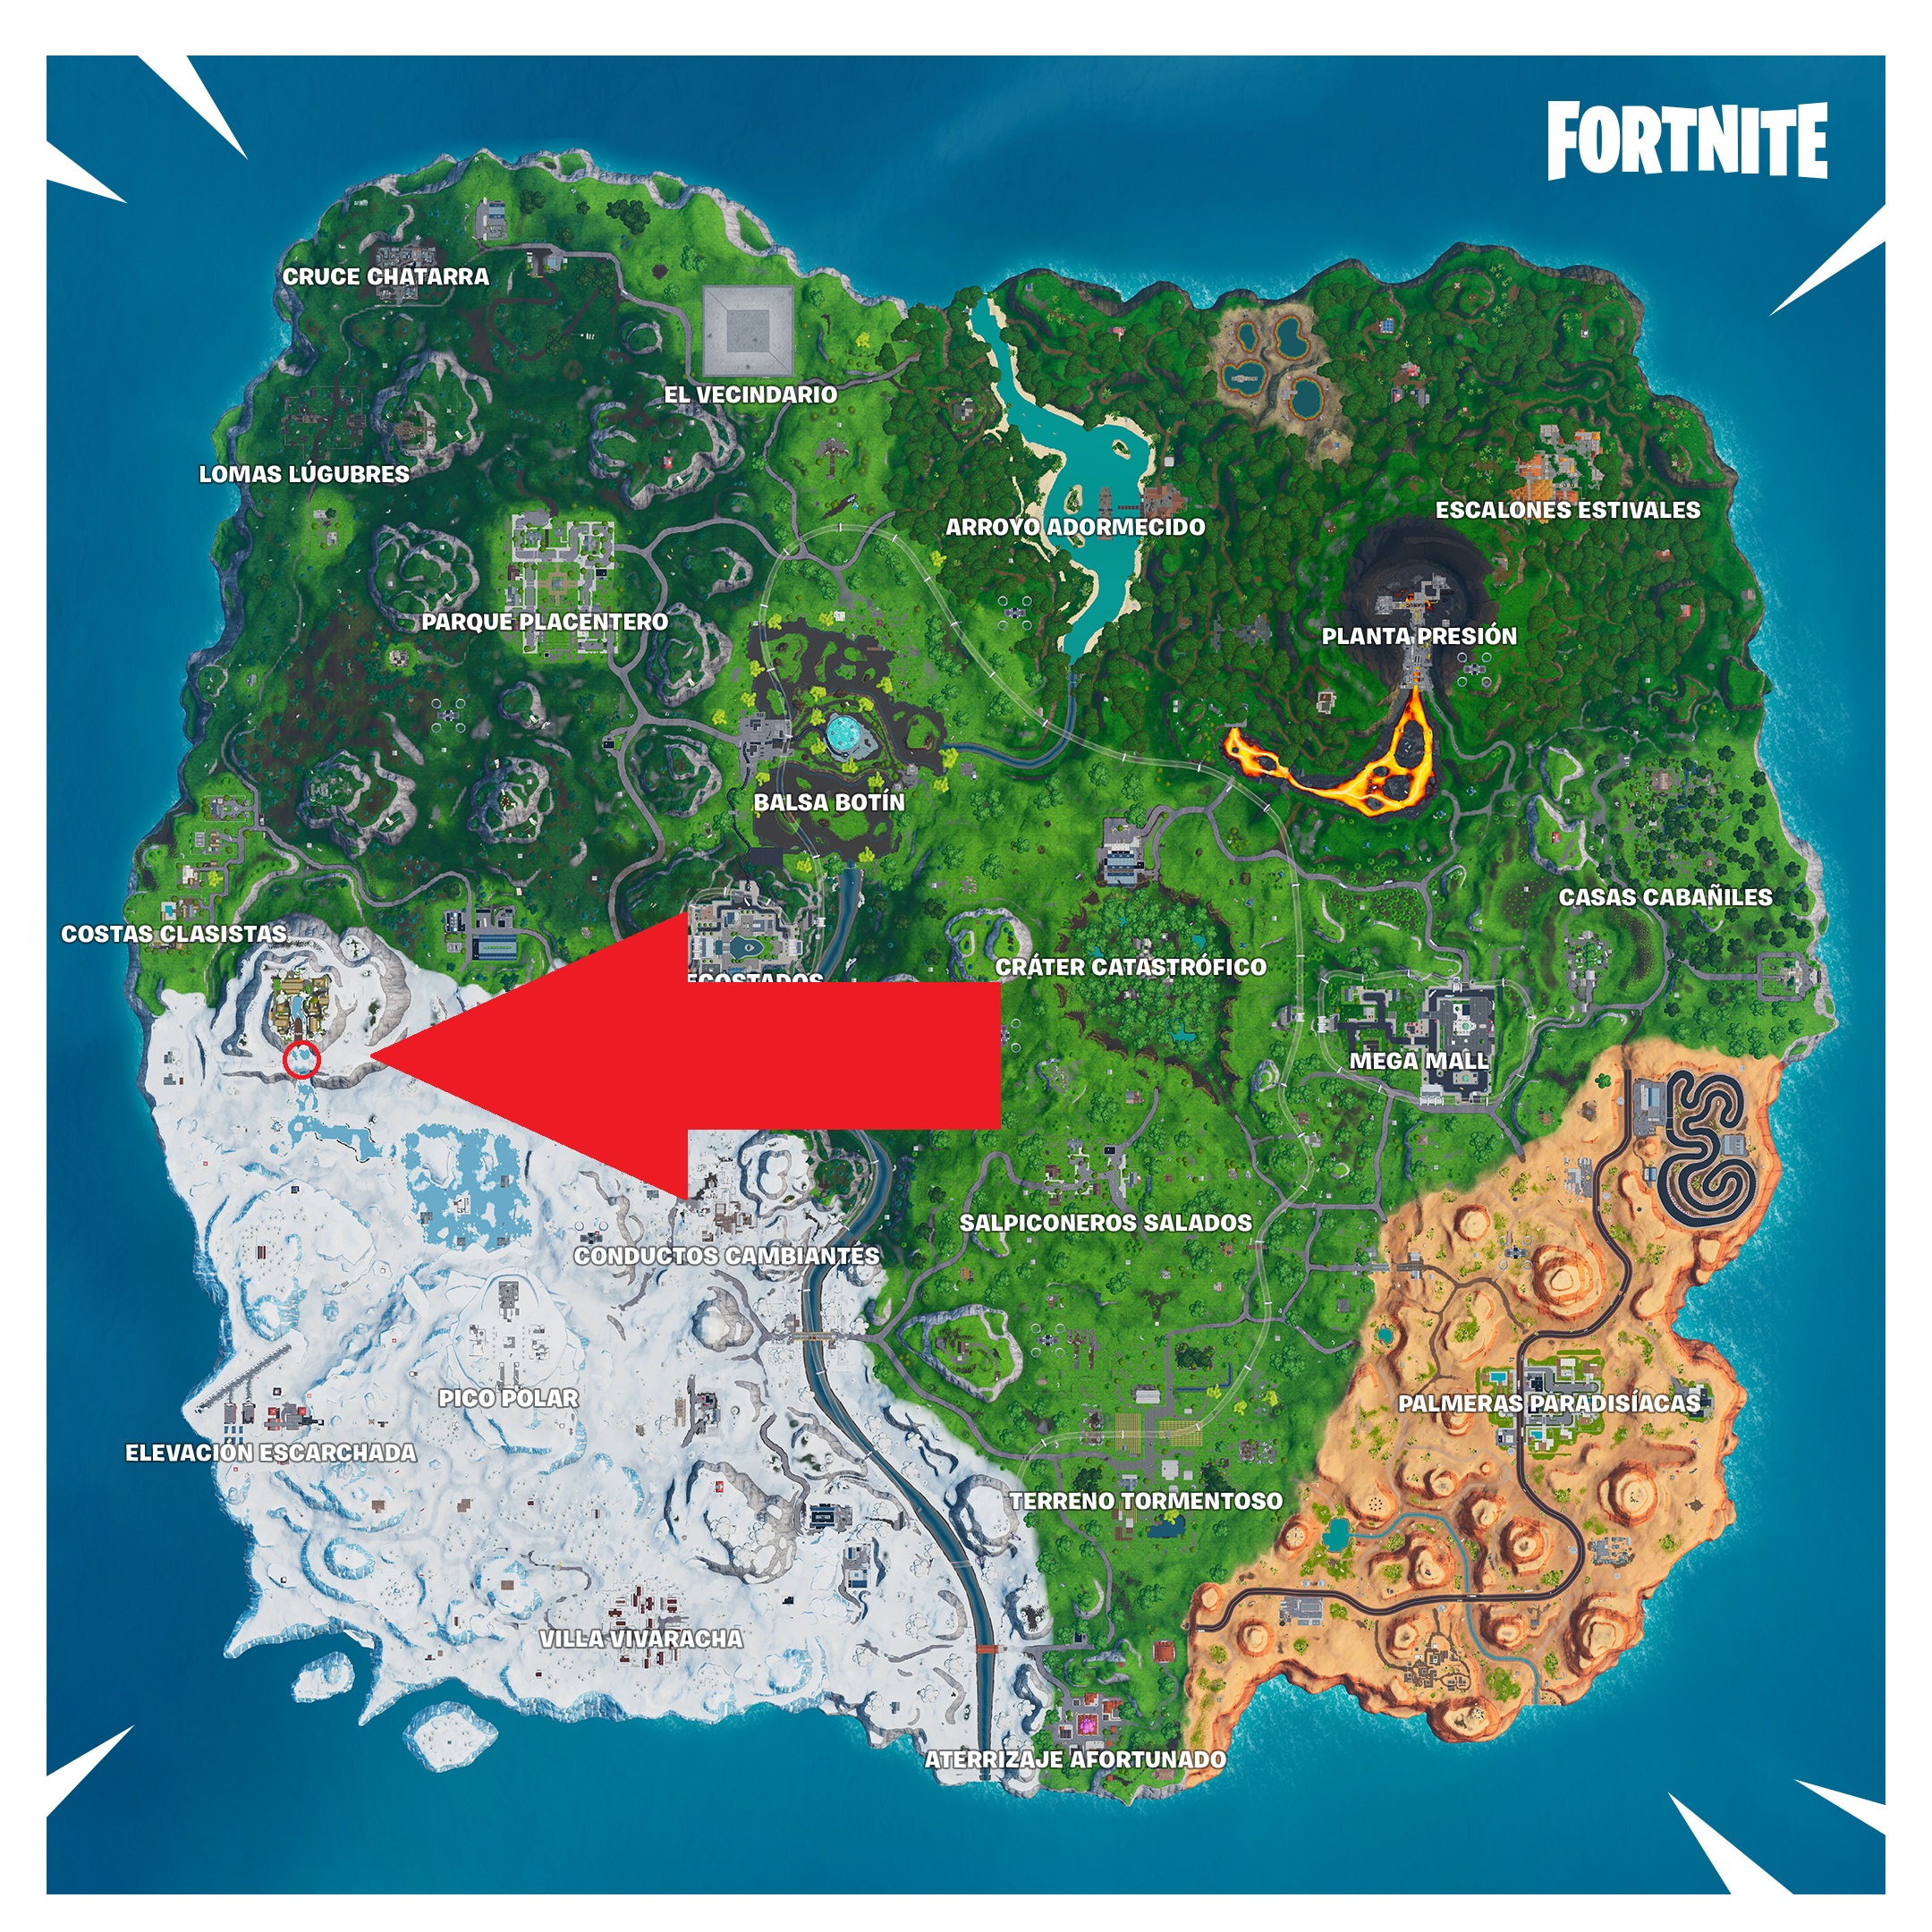 FORTNITE
CRUCE CHATARRA
EL VECINDARIO
LOMAS LÚGUBRES
ARROYO ADORMECIDO
ESCALONES ESTIVALES
PARQUE PLACENTERO
PLANTA PRESIÓN
BALSA BOTÍN
CASAS CABAÑILES
COSTAS CLASISTAS
CRÁTER CATASTRÓFICO
MEGA MALL
SALPICONEROS SALADOS
CONDUCTOS CAMBIANTES
PICO POLAR
PALMERAS PARADISÍACAS
ELEVACIÓN ESCARCHADA
TERRENO TORMENTOSO
VILLA VIVARACHA
ATERRIZAJE AFORTUNADO